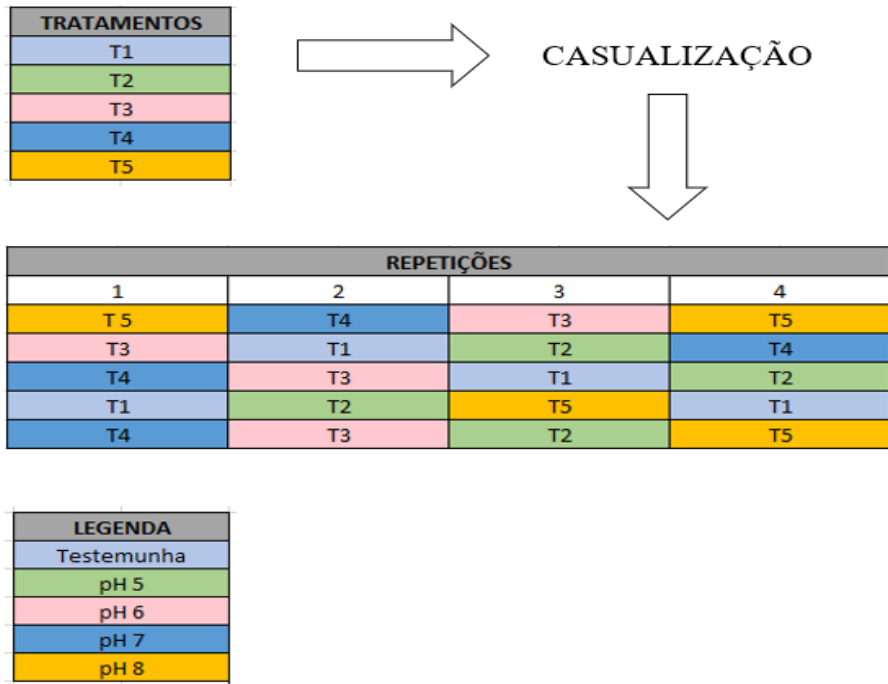 TRATAMENTOS
T1
T2
T3
T4
T5
CASUALIZAÇÃO
REPETIÇÕES
1 2 3 4
T 5 T4 T3 T5
T3 T1 T2 T4
T4 T3 T1 T2
T1 T2 T5 T1
T4 T3 T2 T5
LEGENDA
Testemunha
pH 5
pH 6
pH 7
pH 8